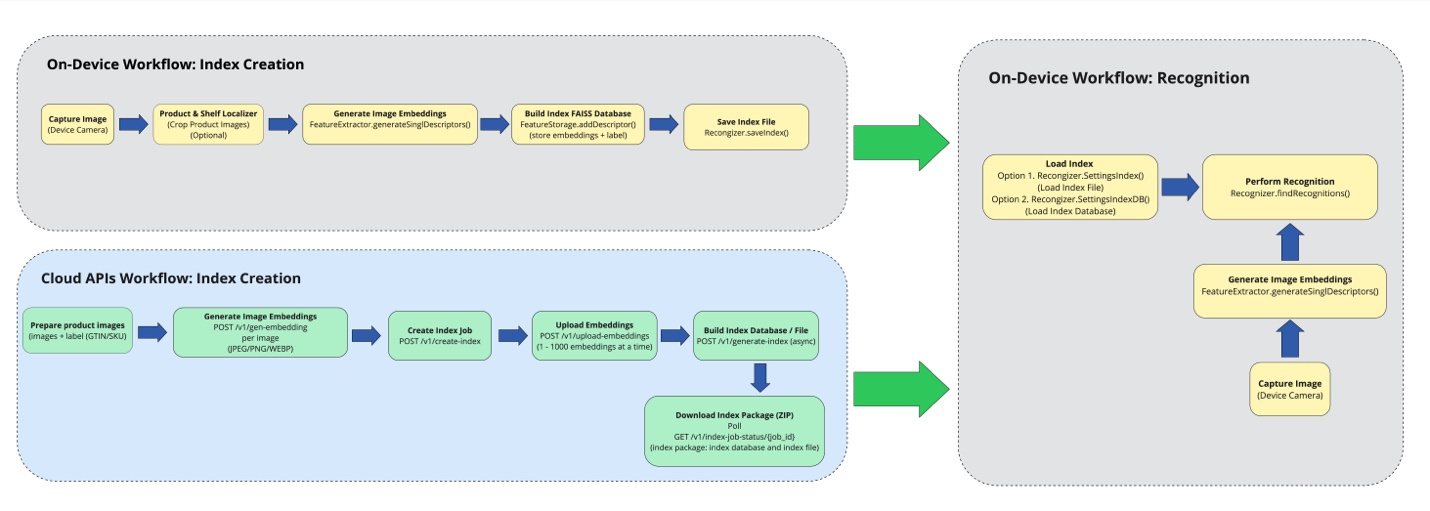 On-Device Workflow: Index Creation
Capture Image
(Device Camera)
Product & Shelf Localizer
(Crop Product Images)
(Optional)
Generate Image Embeddings
FeatureExtractor.generateSinglDescriptors()
Build Index FAISS Database
FeatureStorage.addDescriptor()
(store embeddings + label)
Save Index File
Recongizer.saveIndex()
Cloud APIs Workflow: Index Creation
Prepare product images
(images + label (GTIN/SKU)
Generate Image Embeddings
POST /v1/gen-embedding
per image
(JPEG/PNG/WEBP)
Create Index Job
POST /v1/create-index
Upload Embeddings
POST /v1/upload-embeddings
(1 - 1000 embeddings at a time)
Build Index Database / File
POST /v1/generate-index (async)
Download Index Package (ZIP)
Poll
GET /v1/index-job-status/{job_id}
(index package: index database and index file)
On-Device Workflow: Recognition
Load Index
Option 1. Recongizer.SettingsIndex()
(Load Index File)
Option 2. Recongizer.SettingsIndexDB()
(Load Index Database)
Perform Recognition
Recognizer.findRecognitions()
Generate Image Embeddings
FeatureExtractor.generateSinglDescriptors()
Capture Image
(Device Camera)